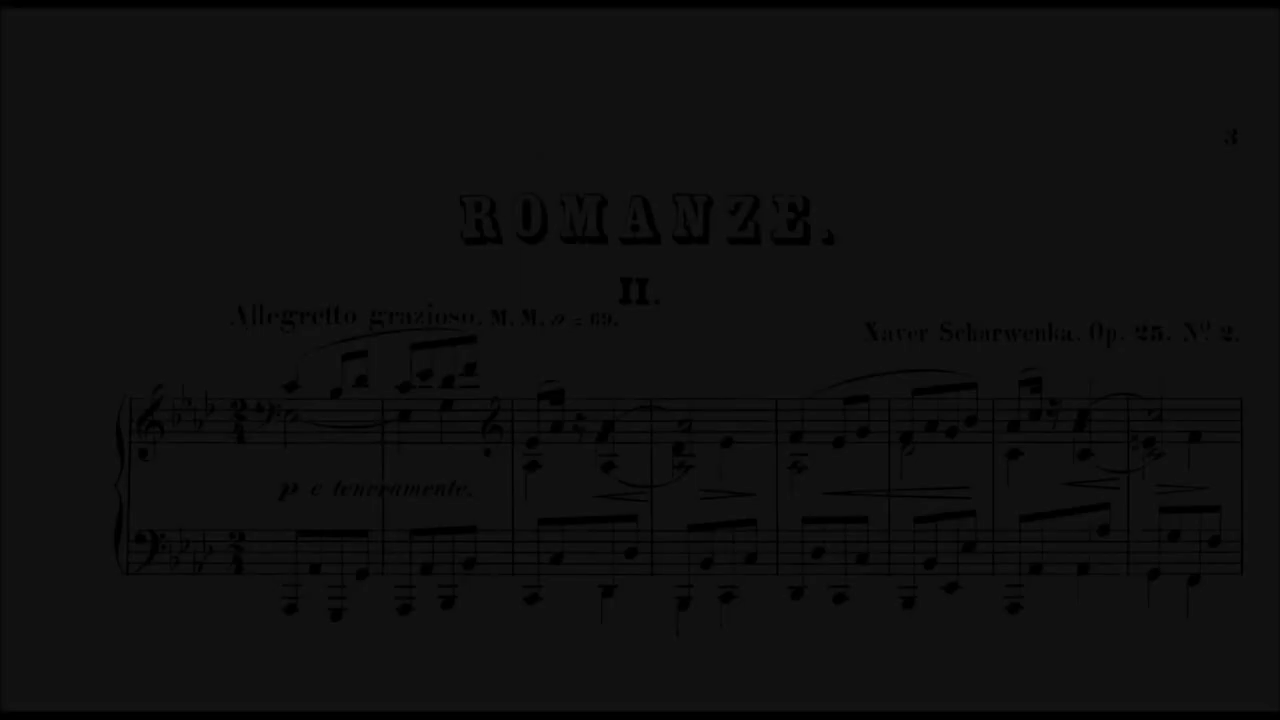 3
ROMANZE.
II.
Allegretto grazioso. M. M. = 69.
Xaver Scharwenka. Op. 25. Nº 2.
p e teneramente.